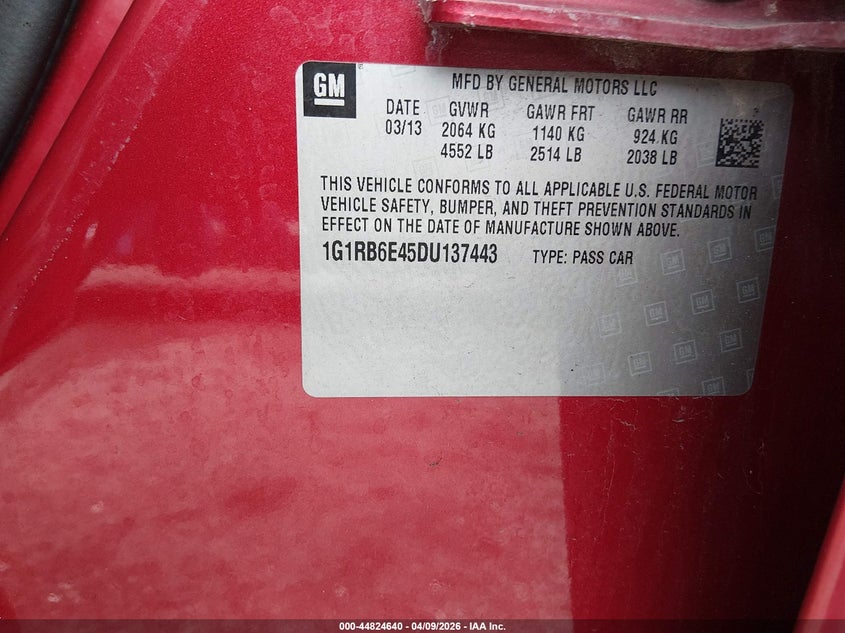 GM
MFD BY GENERAL MOTORS LLC
DATE GVWR GAWR FRT GAWR RR
03/13 2064 KG 1140 KG 924 KG
4552 LB 2514 LB 2038 LB
THIS VEHICLE CONFORMS TO ALL APPLICABLE U.S. FEDERAL MOTOR
VEHICLE SAFETY, BUMPER, AND THEFT PREVENTION STANDARDS IN
EFFECT ON THE DATE OF MANUFACTURE SHOWN ABOVE.
1G1RB6E45DU137443 TYPE: PASS CAR
000-44824640 - 04/09/2026 - IAA Inc.